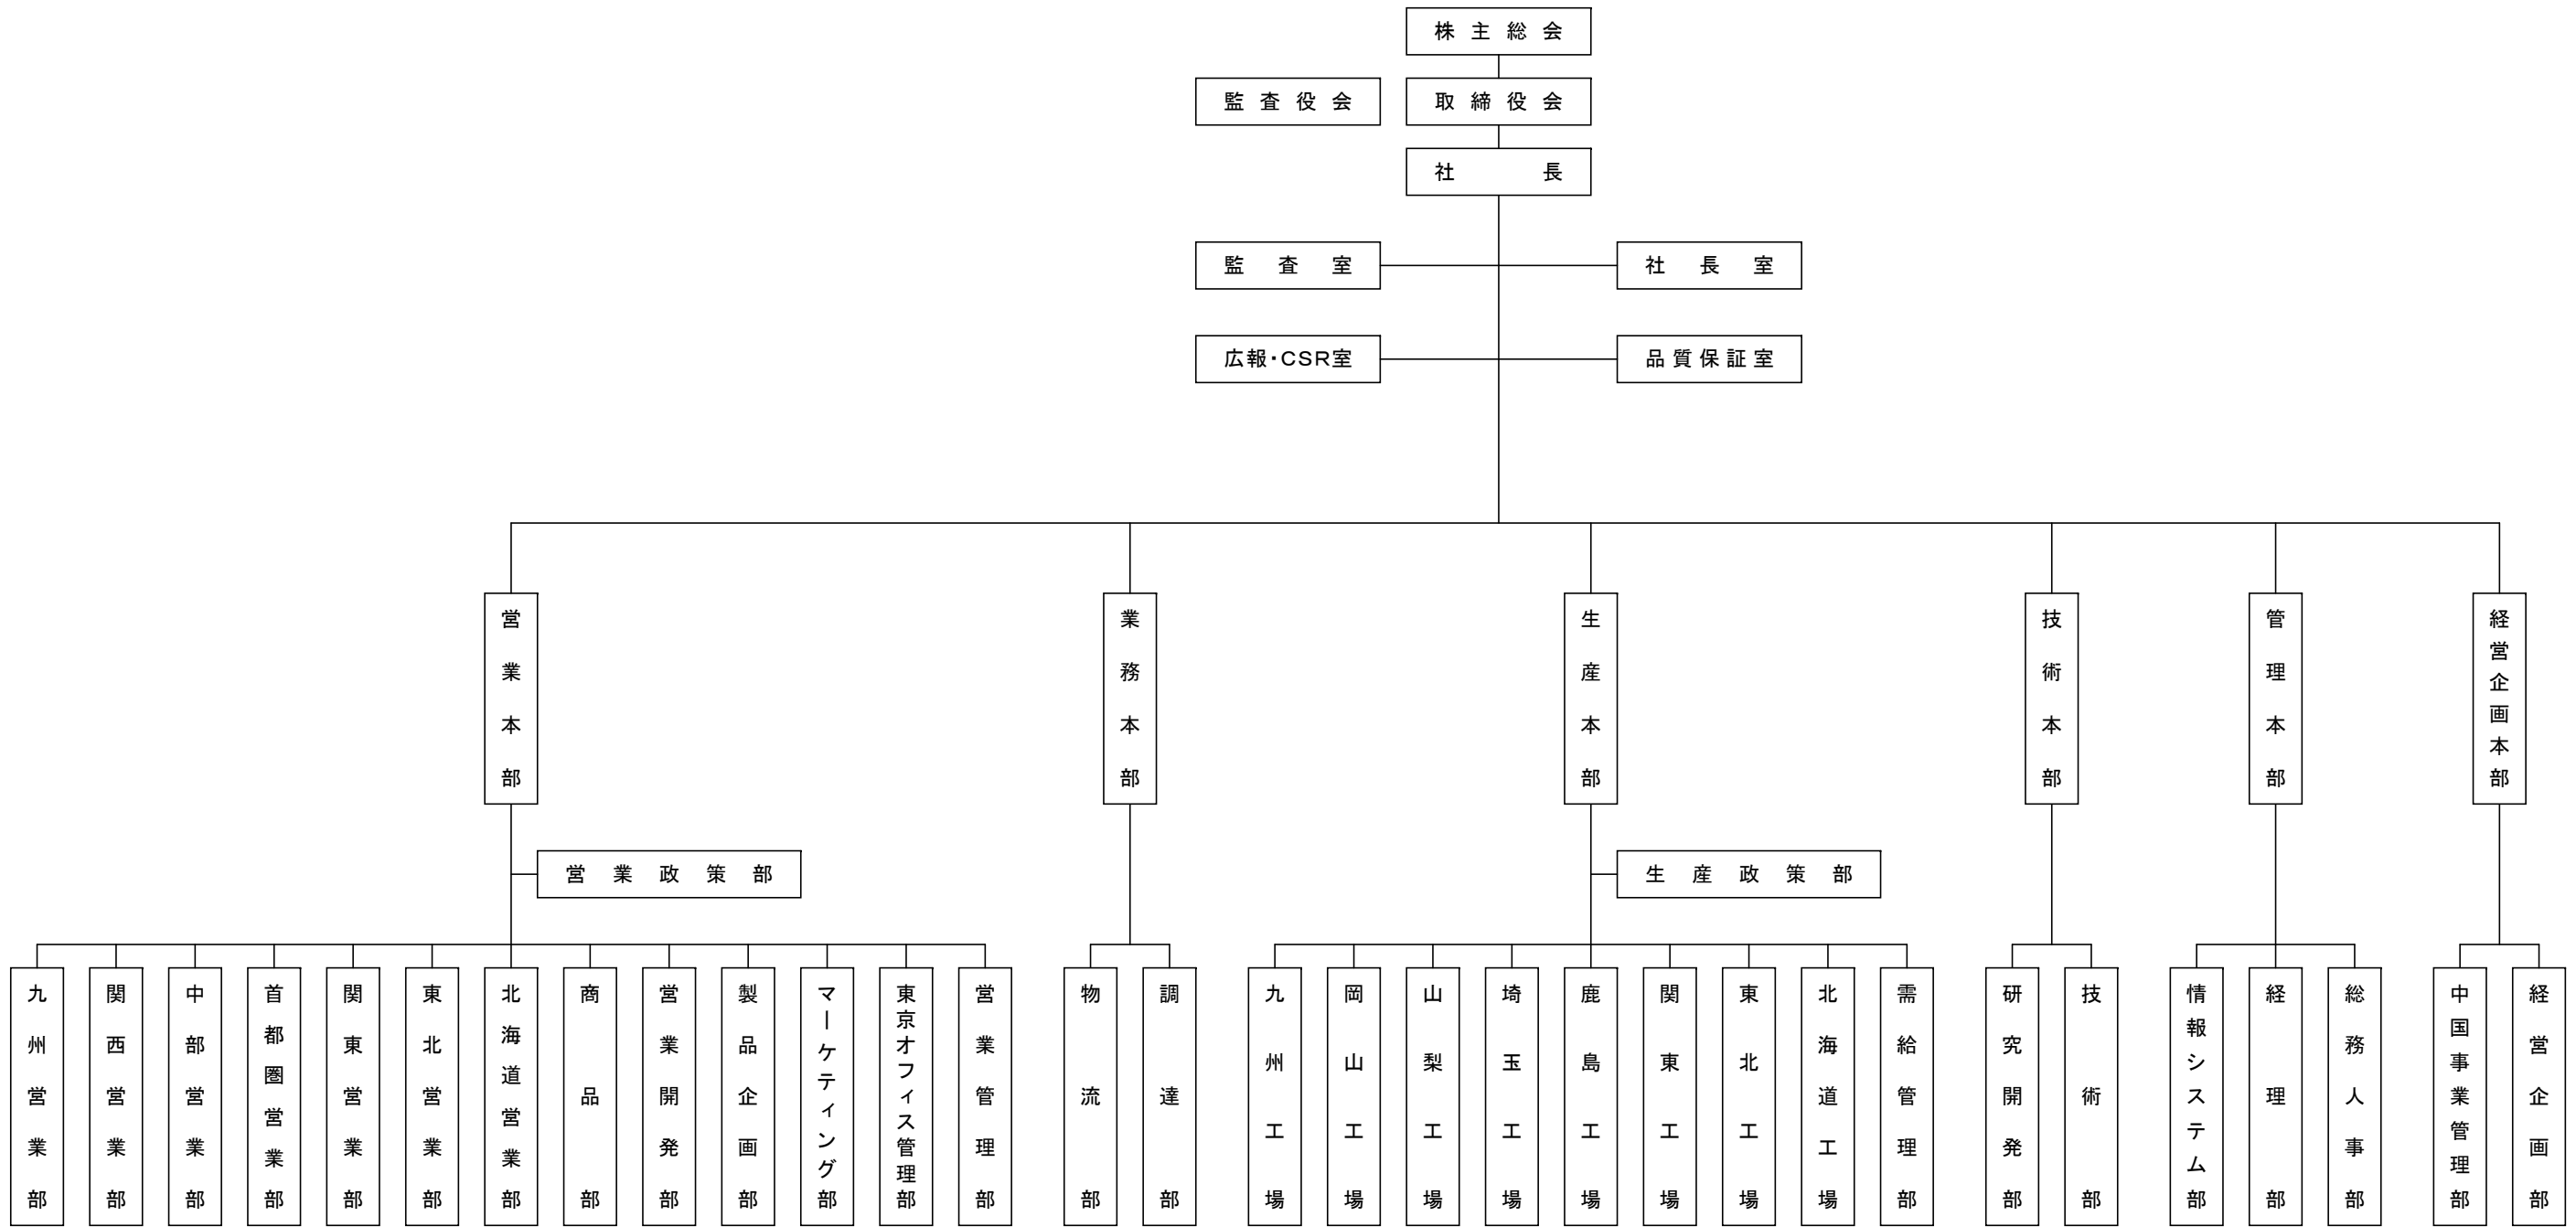 株主総会
監査役会
取締役会
社長
監査室
社長室
広報・CSR室
品質保証室
営業本部
業務本部
生産本部
技術本部
管理本部
経営企画本部
営業政策部
生産政策部
九州営業部
関西営業部
中部営業部
首都圏営業部
関東営業部
東北営業部
北海道営業部
商品部
営業開発部
製品企画部
マーケティング部
東京オフィス管理部
営業管理部
物流部
調達部
九州工場
岡山工場
山梨工場
埼玉工場
鹿島工場
関東工場
東北工場
北海道工場
需給管理部
研究開発部
技術部
情報システム部
経理部
総務人事部
中国事業管理部
経営企画部